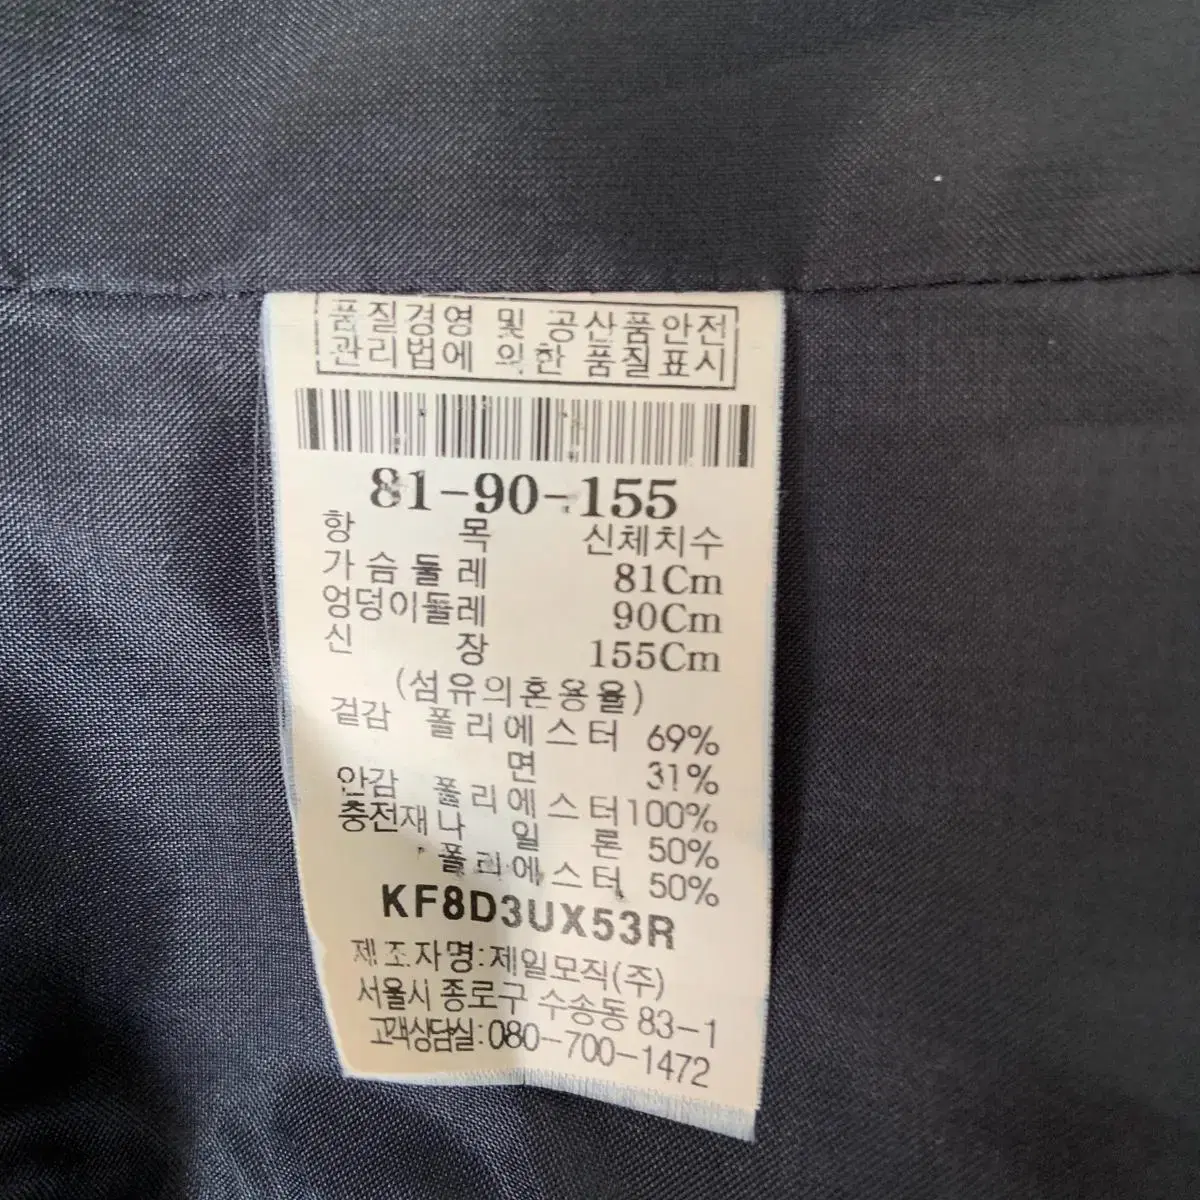 품질경영 및 공산품안전
관리법에 의한 품질표시
81-90-155
항 목 신체치수
가슴둘레 81Cm
엉덩이둘레 90Cm
신 장 155Cm
(섬유의혼용율)
겉감 폴리에스터 69%
면 31%
안감 폴리에스터 100%
충전재 나 일 론 50%
폴리에스터 50%
KF8D3UX53R
제조자명:제일모직(주)
서울시 종로구 수송동 83-1
고객상담실:080-700-1472